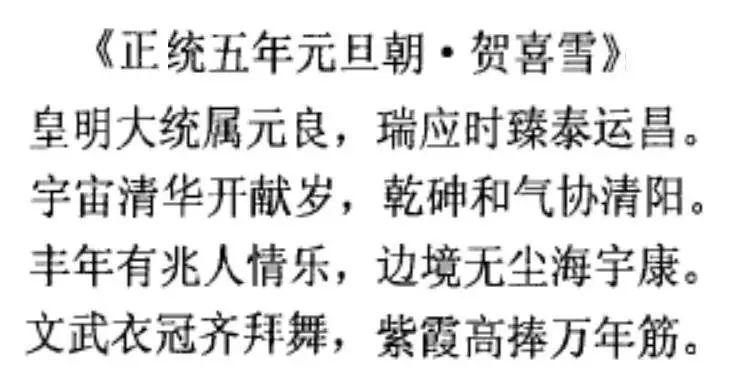 《正统五年元旦朝·贺喜雪》
皇明大统属元良，瑞应时臻泰运昌。
宇宙清华开献岁，乾砷和气协清阳。
丰年有兆人情乐，边境无尘海宇康。
文武衣冠齐拜舞，紫霞高捧万年筋。